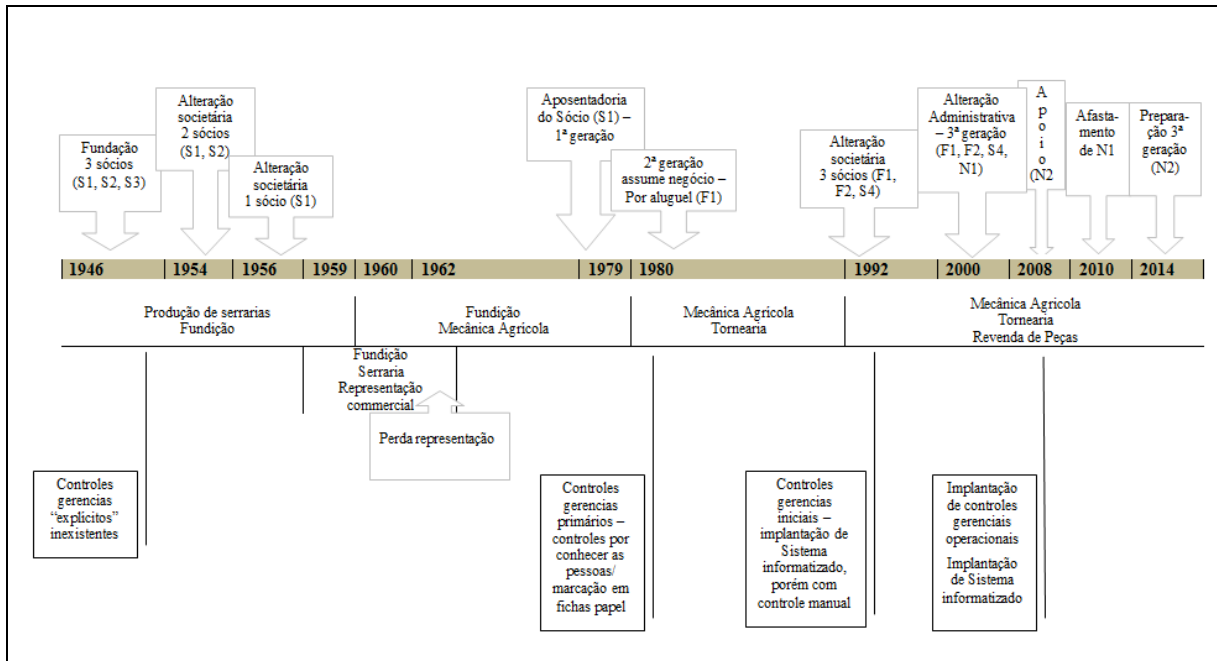 Fundação
3 sócios
(S1, S2, S3)
Alteração
societária
2 sócios
(S1, S2)
Alteração
societária
1 sócio (S1)
Aposentadoria
do Sócio (S1) –
1ª geração
2ª geração
assume negócio –
Por aluguel (F1)
Alteração
societária
3 sócios (F1,
F2, S4)
Alteração
Administrativa
– 3ª geração
(F1, F2, S4,
N1)
A
p
o
i
o
(N2
Afasta-
mento
de N1
Preparação 3ª
geração
(N2)
1946 1954 1956 1959 1960 1962 1979 1980 1992 2000 2008 2010 2014
Produção de serrarias
Fundição
Fundição
Mecânica Agricola
Mecânica Agricola
Tornearia
Mecânica Agricola
Tornearia
Revenda de Peças
Fundição
Serraria
Representação
commercial
Perda representação
Controles
gerencias
“explícitos”
inexistentes
Controles
gerencias
primários –
controles por
conhecer as
pessoas/
marcação em
fichas papel
Controles
gerencias
iniciais –
implantação de
Sistema
informatizado,
porém com
controle manual
Implantação
de controles
gerenciais
operacionais
Implantação
de Sistema
informatizado